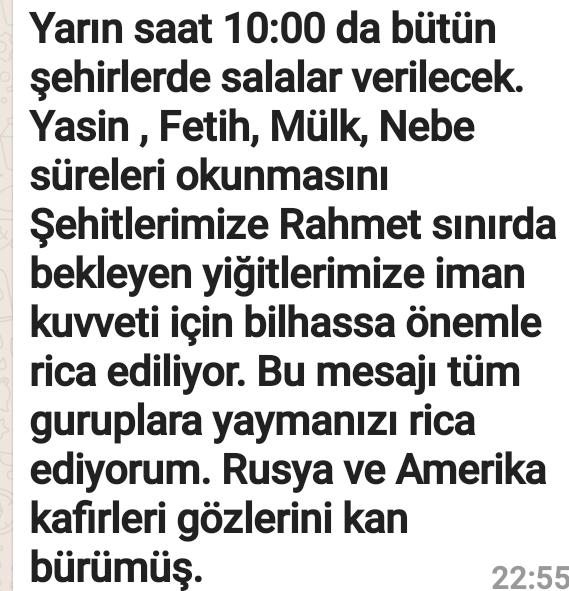 Yarın saat 10:00 da bütün
şehirlerde salalar verilecek.
Yasin , Fetih, Mülk, Nebe
süreleri okunmasını
Şehitlerimize Rahmet sınırda
bekleyen yiğitlerimize iman
kuvveti için bilhassa önemle
rica ediliyor. Bu mesajı tüm
guruplara yaymanızı rica
ediyorum. Rusya ve Amerika
kafirleri gözlerini kan
bürümüş.
22:55